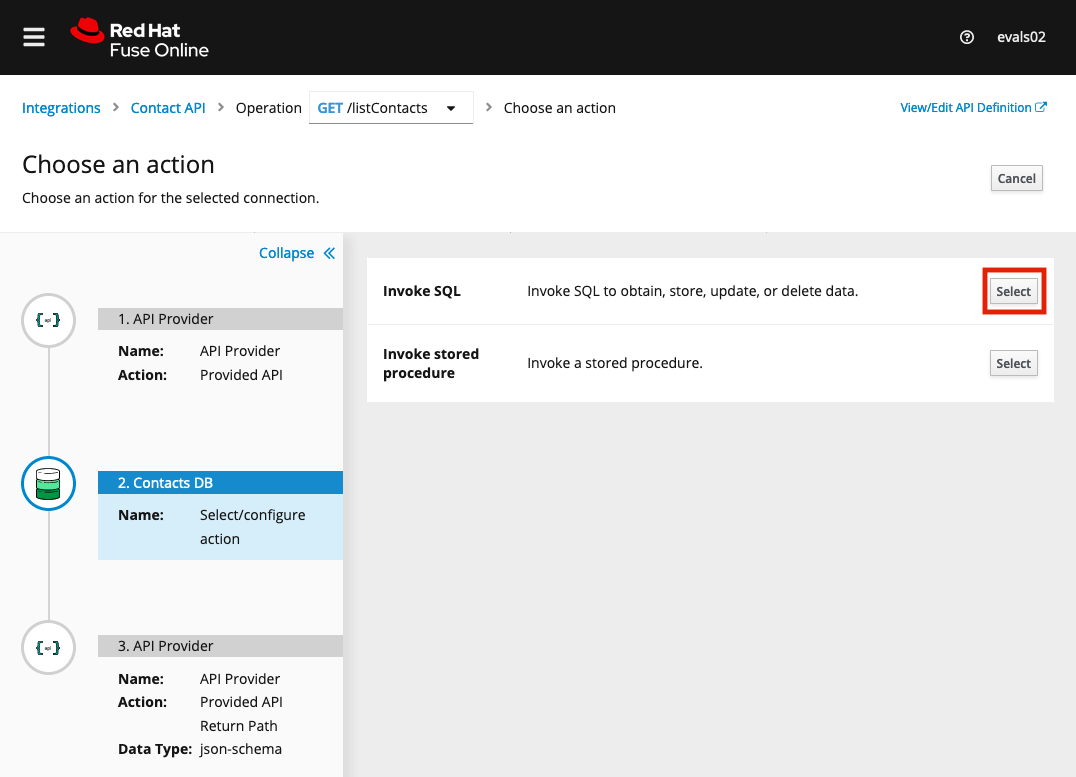 Red Hat
Fuse Online
evals02
Integrations > Contact API > Operation GET /listContacts > Choose an action
View/Edit API Definition
Choose an action
Choose an action for the selected connection.
Cancel
Collapse
1. API Provider
Name: API Provider
Action: Provided API
2. Contacts DB
Name: Select/configure
action
3. API Provider
Name: API Provider
Action: Provided API
Return Path
Data Type: json-schema
Invoke SQL
Invoke SQL to obtain, store, update, or delete data.
Select
Invoke stored
procedure
Invoke a stored procedure.
Select